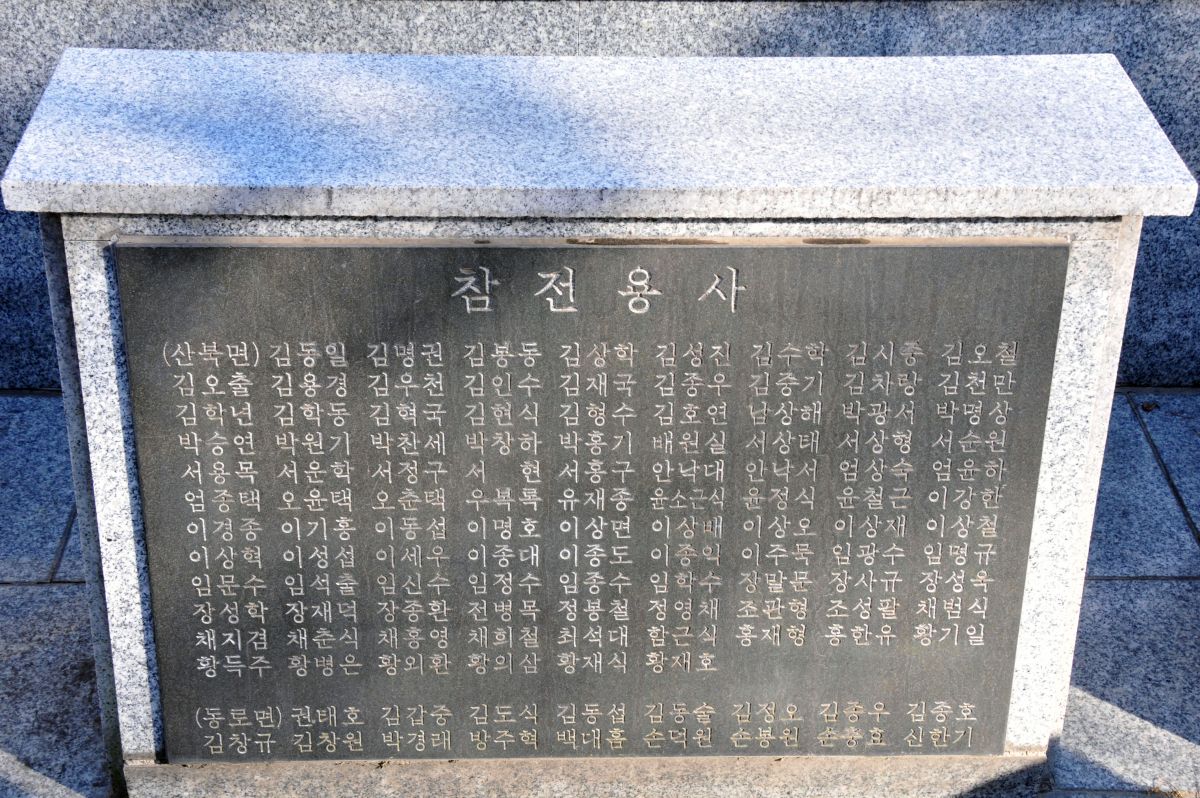 참전용사
(산북면) 김동일 김명권 김봉동 김상학 김성진 김수학 김시종 김오철
김오출 김용경 김우천 김인수 김재국 김종우 김중기 김차랑 김천만
김학년 김학동 김혁국 김현식 김형수 김호연 남상해 박광서 박명상
박승연 박원기 박찬세 박창하 박홍기 배원실 서상태 서상형 서순원
서용목 서운학 서정구 서 현 서홍구 안낙대 안낙서 엄상숙 엄윤하
엄종택 오윤택 오춘택 우복록 유재종 윤소근식 윤정식 윤철근 이강한
이경종 이기홍 이동섭 이명호 이상면 이상배 이상오 이상재 이상철
이상혁 이성섭 이세우 이종대 이종도 이종익 이주묵 임광수 임명규
임문수 임석출 임신수 임정수 임종수 임학수 장말문 장사규 장성옥
장성학 장재덕 장종환 전병목 정봉철 정영채 조판형 조성팔 채범식
채지겸 채춘식 채홍영 채희철 최석대 함근식 홍재형 홍한유 황기일
황득주 황병은 황외환 황의삼 황재식 황재호
(동로면) 권태호 김갑중 김도식 김동섭 김동술 김정오 김종우 김종호
김창규 김창원 박경래 방주혁 백대흠 손덕원 손봉원 손충호 신한기